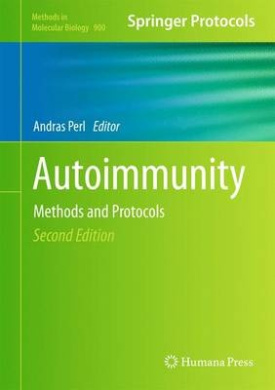 Methods in
Molecular Biology 900
Springer Protocols
Andras Perl Editor
Autoimmunity
Methods and Protocols
Second Edition
Humana Press